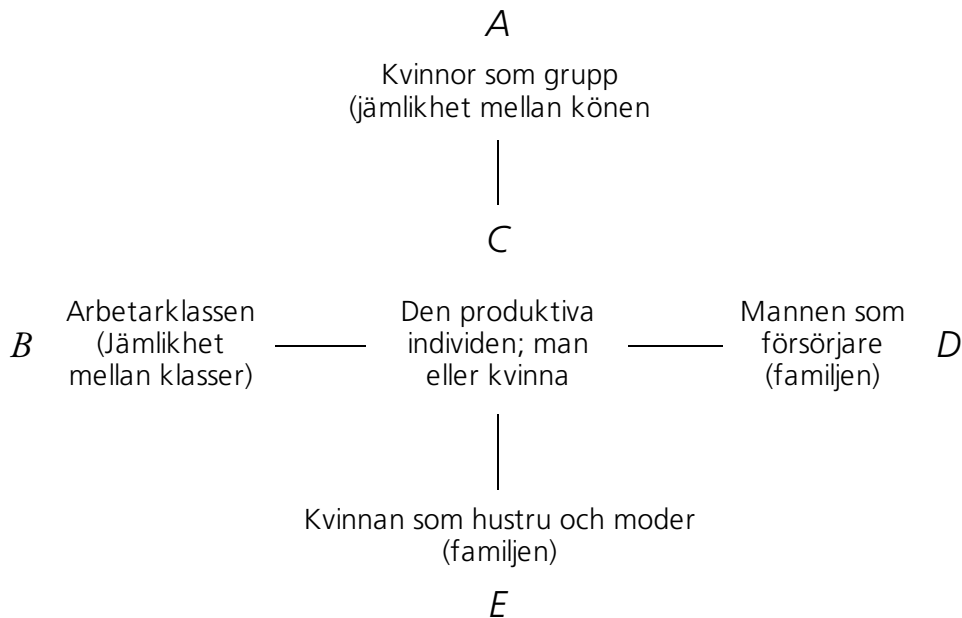 A
Kvinnor som grupp
(jämlikhet mellan könen
C
B
Arbetarklassen
(Jämlikhet
mellan klasser)
Den produktiva
individen; man
eller kvinna
Mannen som
försörjare
(familjen)
D
Kvinnan som hustru och moder
(familjen)
E